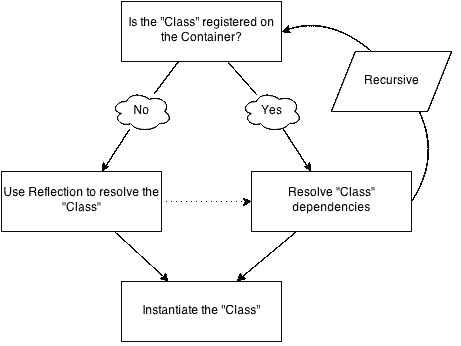 Is the "Class" registered on
the Container?
Recursive
No
Yes
Use Reflection to resolve the
"Class"
Resolve "Class"
dependencies
Instantiate the "Class"